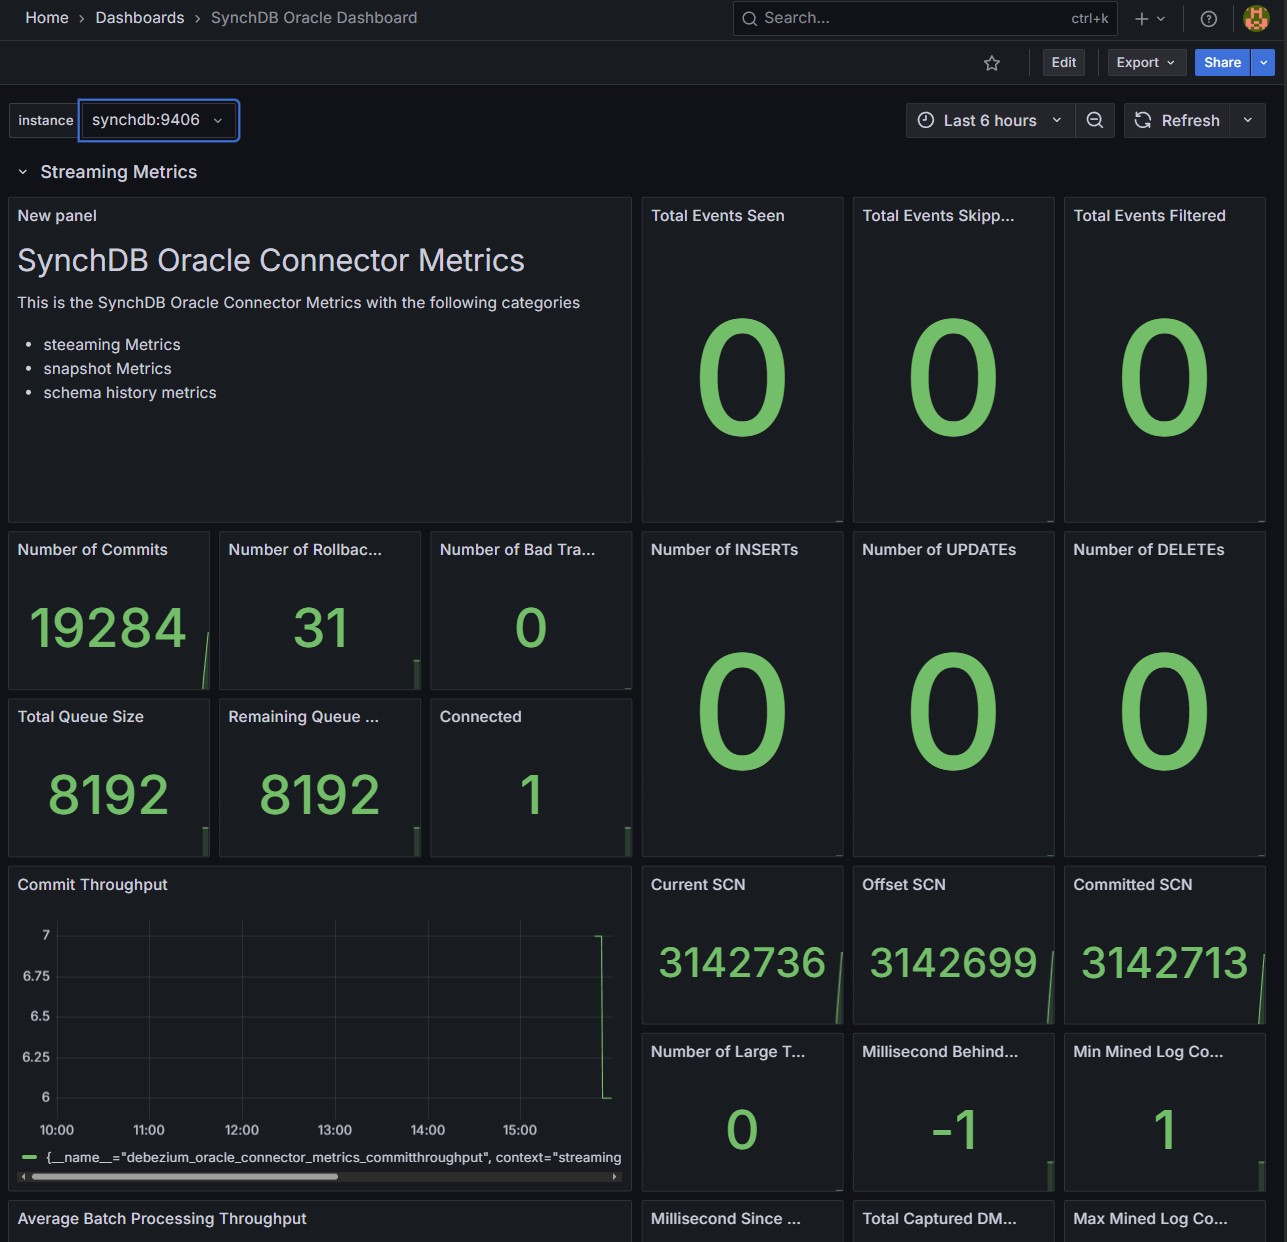 Home › Dashboards › SynchDB Oracle Dashboard
Search...
ctrl+k
Edit
Export
Share
instance
synchdb:9406
Last 6 hours
Refresh
Streaming Metrics
New panel
SynchDB Oracle Connector Metrics
This is the SynchDB Oracle Connector Metrics with the following categories
• steeaming Metrics
• snapshot Metrics
• schema history metrics
Total Events Seen
0
Total Events Skipp...
0
Total Events Filtered
0
Number of Commits
19284
Number of Rollbac...
31
Number of Bad Tra...
0
Number of INSERTs
0
Number of UPDATEs
0
Number of DELETEs
0
Total Queue Size
8192
Remaining Queue ...
8192
Connected
1
Commit Throughput
7
6.75
6.5
6.25
6
10:00 11:00 12:00 13:00 14:00 15:00
{__name__="debezium_oracle_connector_metrics_committhroughput", context="streaming
Current SCN
3142736
Offset SCN
3142699
Committed SCN
3142713
Number of Large T...
0
Millisecond Behind...
-1
Min Mined Log Co...
1
Average Batch Processing Throughput
Millisecond Since ...
Total Captured DM...
Max Mined Log Co...